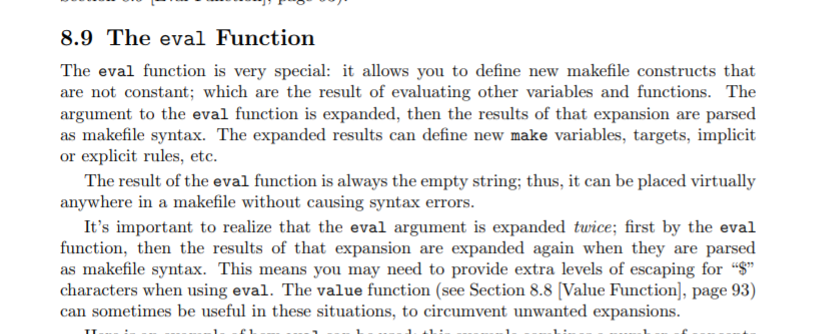 8.9 The eval Function
The eval function is very special: it allows you to define new makefile constructs that
are not constant; which are the result of evaluating other variables and functions. The
argument to the eval function is expanded, then the results of that expansion are parsed
as makefile syntax. The expanded results can define new make variables, targets, implicit
or explicit rules, etc.
The result of the eval function is always the empty string; thus, it can be placed virtually
anywhere in a makefile without causing syntax errors.
It's important to realize that the eval argument is expanded twice; first by the eval
function, then the results of that expansion are expanded again when they are parsed
as makefile syntax. This means you may need to provide extra levels of escaping for “$”
characters when using eval. The value function (see Section 8.8 [Value Function], page 93)
can sometimes be useful in these situations, to circumvent unwanted expansions.